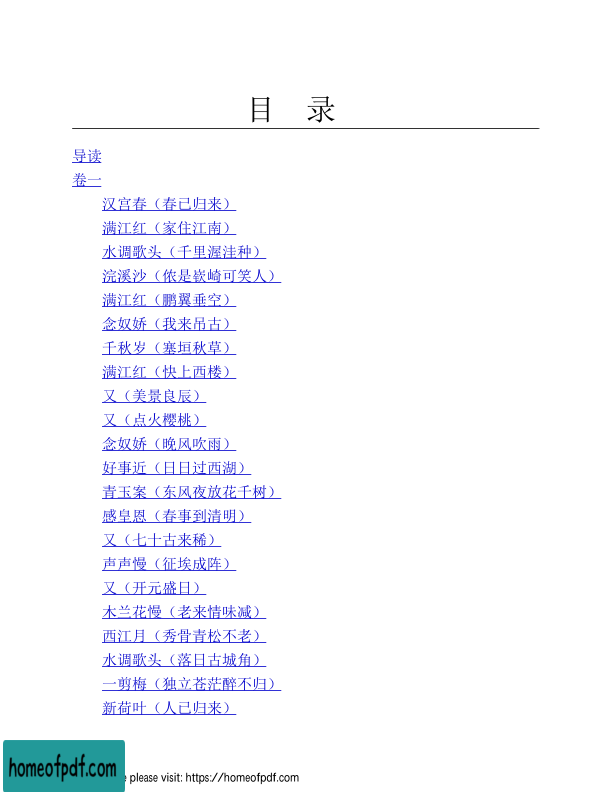 目 录
导读
卷一
汉宫春（春已归来）
满江红（家住江南）
水调歌头（千里渥洼种）
浣溪沙（侬是嵚崎可笑人）
满江红（鹏翼垂空）
念奴娇（我来吊古）
千秋岁（塞垣秋草）
满江红（快上西楼）
又（美景良辰）
又（点火樱桃）
念奴娇（晚风吹雨）
好事近（日日过西湖）
青玉案（东风夜放花千树）
感皇恩（春事到清明）
又（七十古来稀）
声声慢（征埃成阵）
又（开元盛日）
木兰花慢（老来情味减）
西江月（秀骨青松不老）
水调歌头（落日古城角）
一剪梅（独立苍茫醉不归）
新荷叶（人已归来）
homeofpdf.com
please visit: https://homeofpdf.com